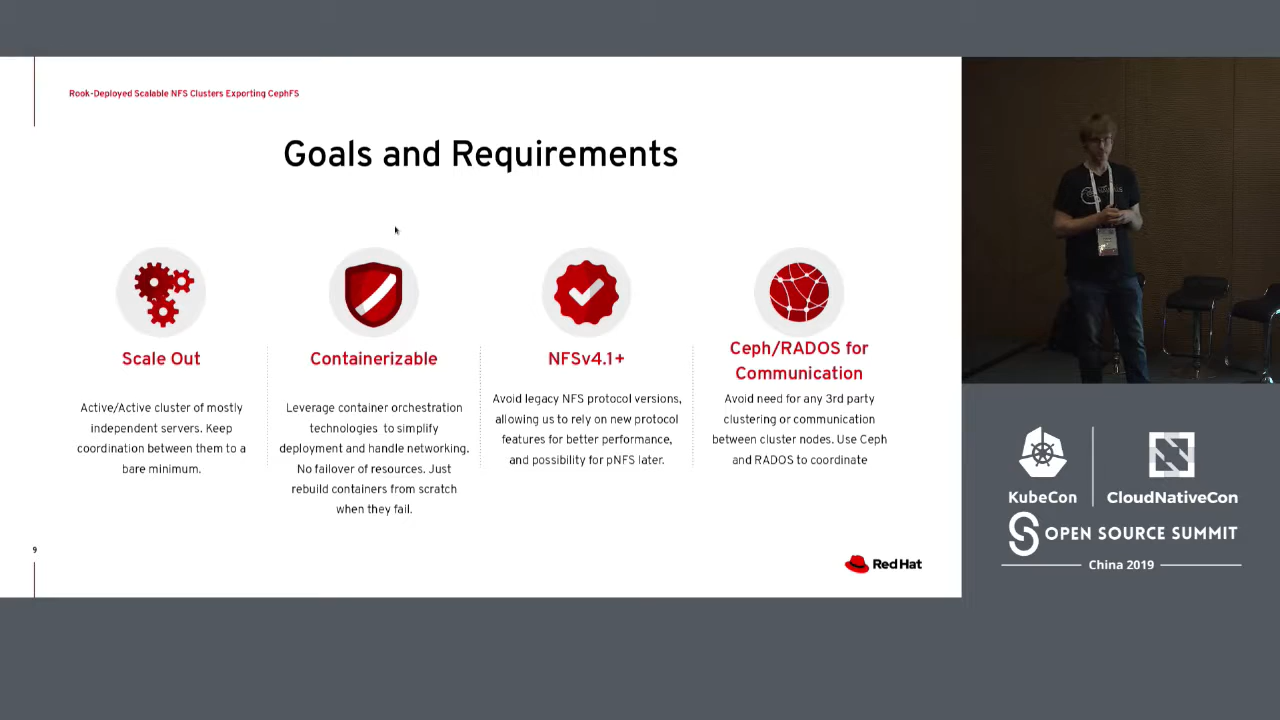 Rook-Deployed Scalable NFS Clusters Exporting CephFS
Goals and Requirements
Scale Out
Active/Active cluster of mostly
independent servers. Keep
coordination between them to a
bare minimum.
Containerizable
Leverage container orchestration
technologies to simplify
deployment and handle networking.
No failover of resources. Just
rebuild containers from scratch
when they fail.
NFSv4.1+
Avoid legacy NFS protocol versions,
allowing us to rely on new protocol
features for better performance,
and possibility for pNFS later.
Ceph/RADOS for
Communication
Avoid need for any 3rd party
clustering or communication
between cluster nodes. Use Ceph
and RADOS to coordinate
9
Red Hat
KubeCon
CloudNativeCon
OPEN SOURCE SUMMIT
China 2019